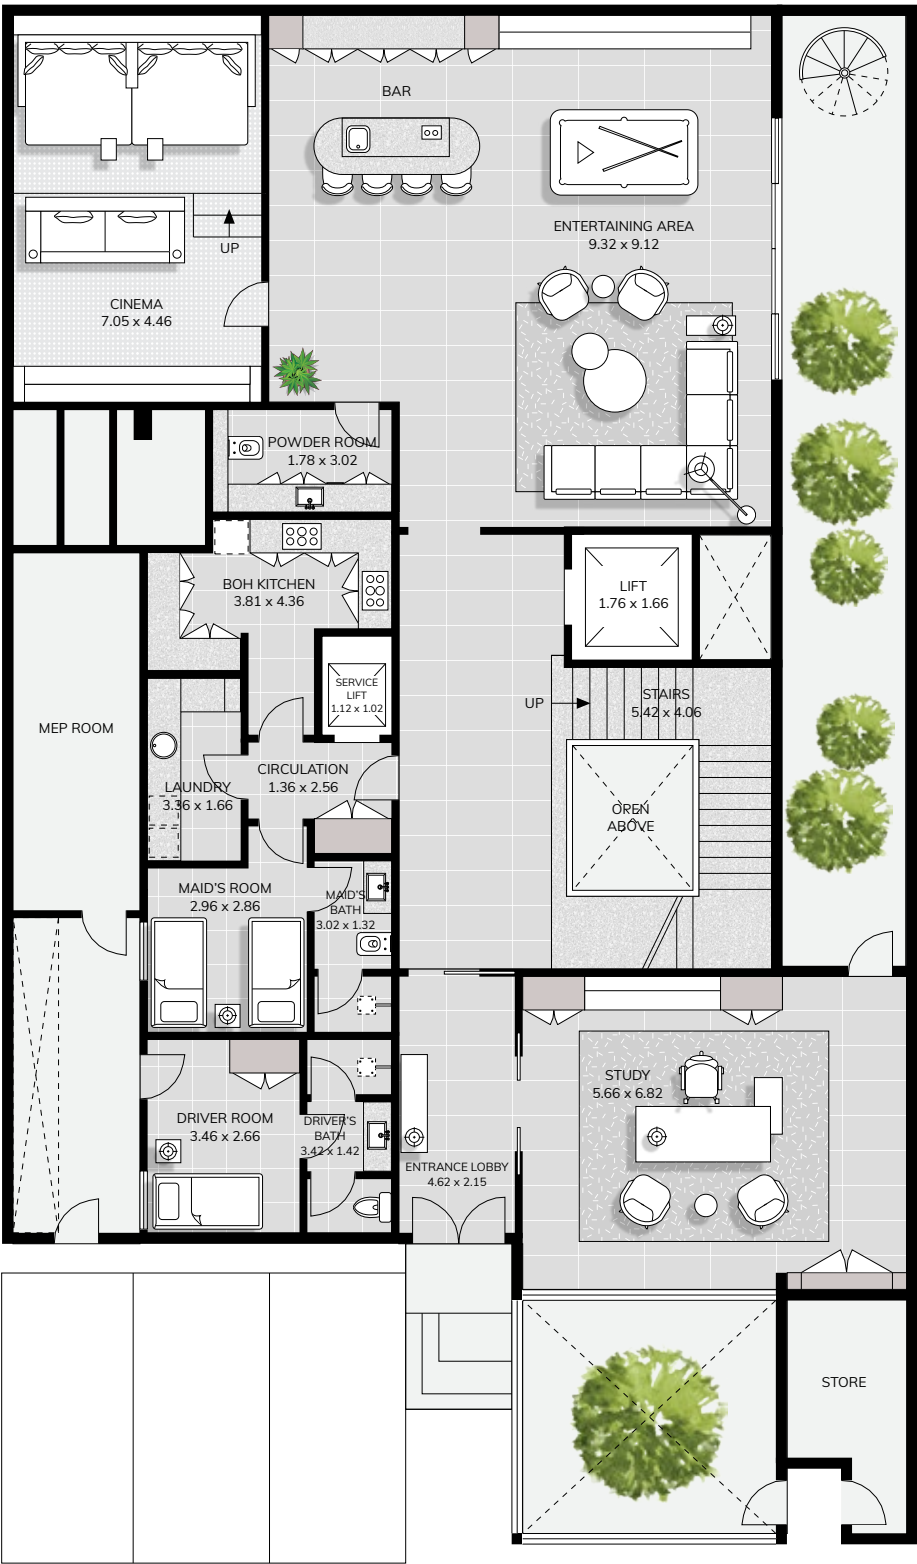 BAR
ENTERTAINING AREA
9.32 x 9.12
UP
CINEMA
7.05 x 4.46
POWDER ROOM
1.78 x 3.02
BOH KITCHEN
3.81 x 4.36
LIFT
1.76 x 1.66
SERVICE
LIFT
1.12 x 1.02
STAIRS
5.42 x 4.06
UP
MEP ROOM
CIRCULATION
1.36 x 2.56
LAUNDRY
3.36 x 1.66
OPEN
ABOVE
MAID'S ROOM
2.96 x 2.86
MAID'S
BATH
3.02 x 1.32
STUDY
5.66 x 6.82
DRIVER ROOM
3.46 x 2.66
DRIVER'S
BATH
3.42 x 1.42
ENTRANCE LOBBY
4.62 x 2.15
STORE